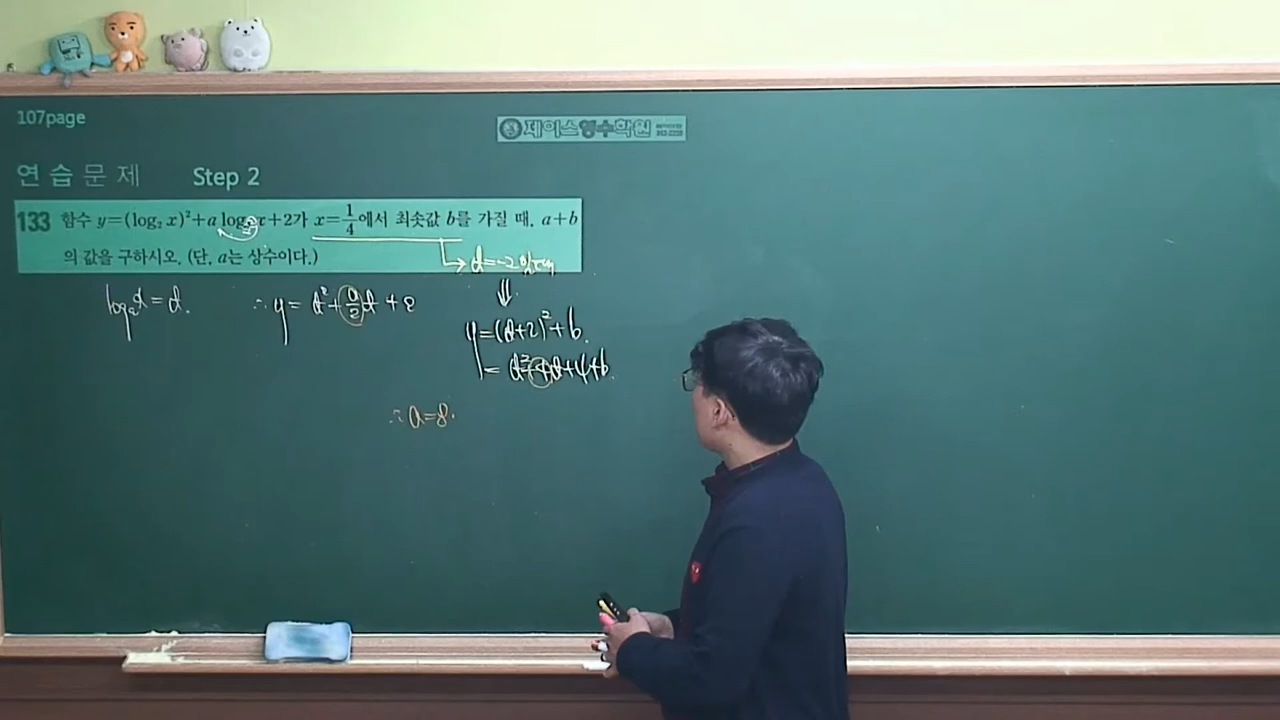 107page
제이스영수학원
연습문제 Step 2
133 함수 y=(log₂ x)²+a log x+2가 x=1/4에서 최솟값 b를 가질 때, a+b
의 값을 구하시오. (단, a는 상수이다.)
log₂x = t.
∴ y = t² + a/2 t + 2
t = -2 일 때
⇓
y = (t+2)² + b.
= t² + 4t + 4 + b.
∴ a = 8.